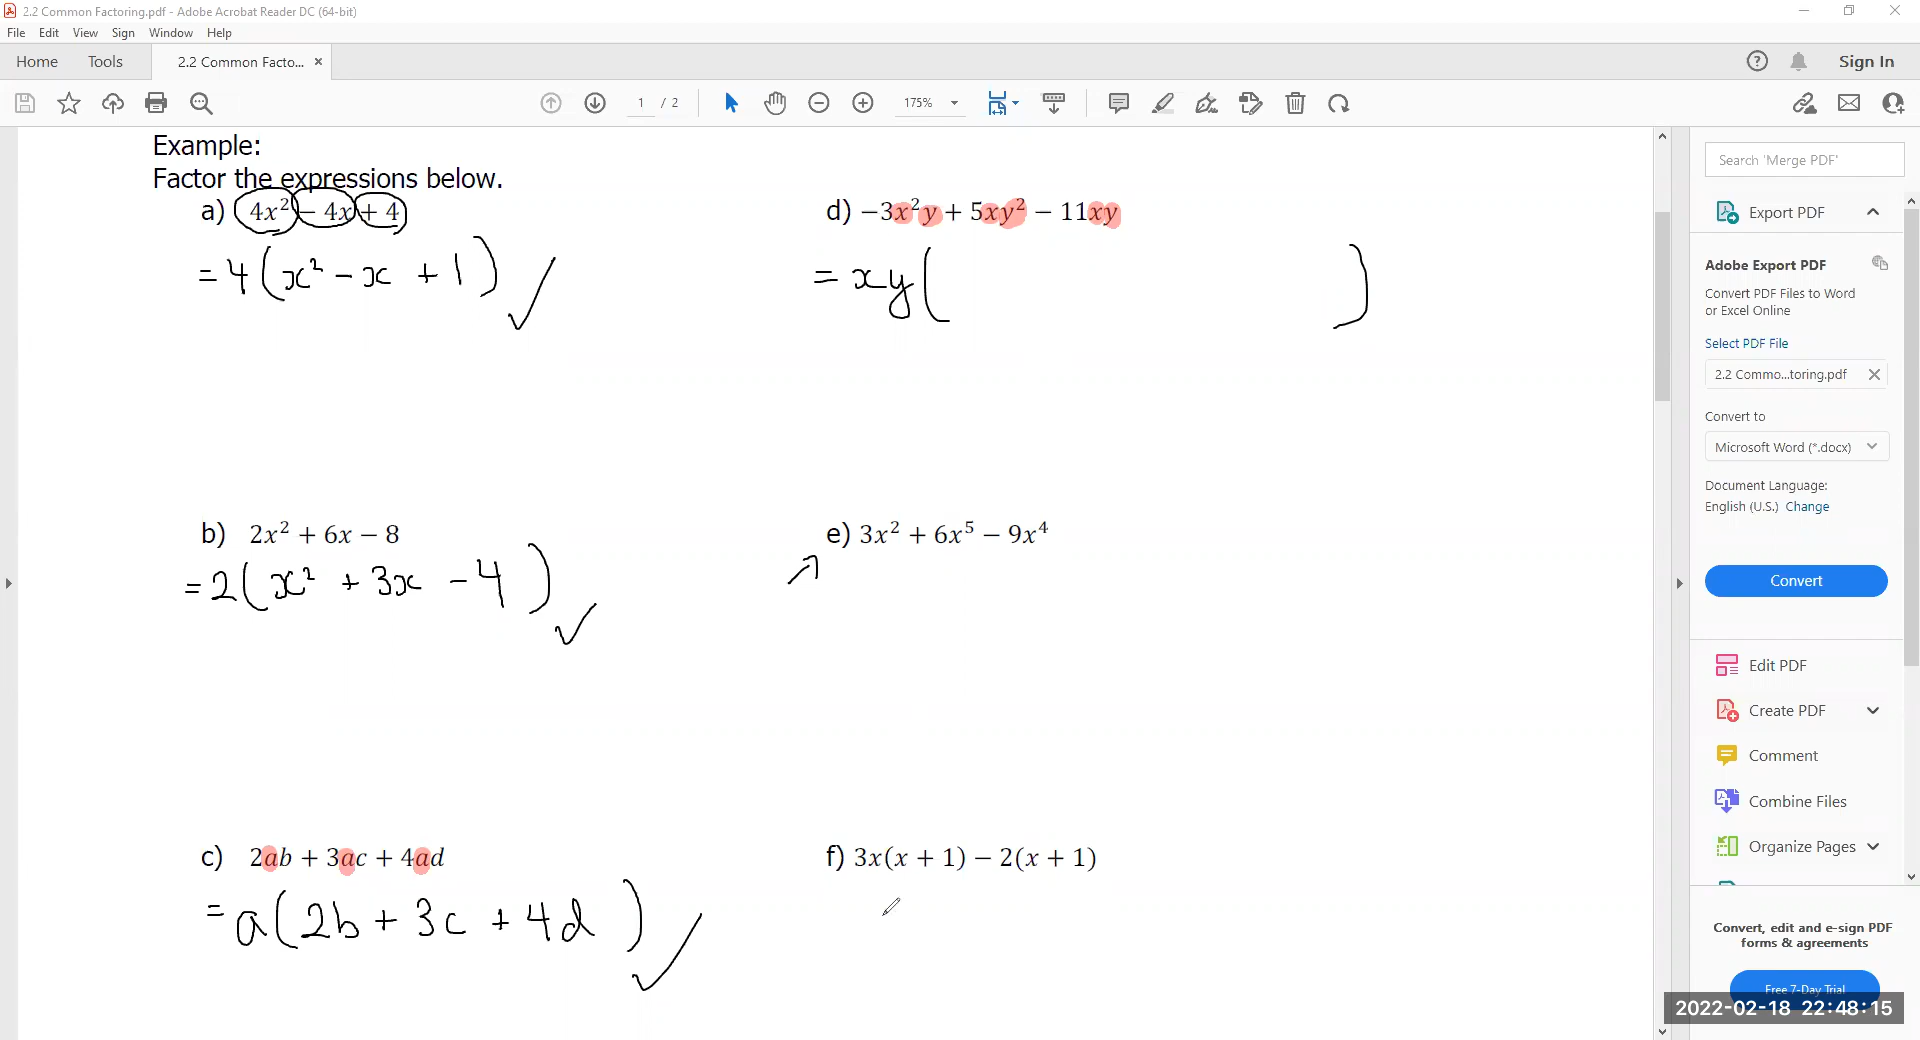 2.2 Common Factoring.pdf - Adobe Acrobat Reader DC (64-bit)
File Edit View Sign Window Help
Home Tools 2.2 Common Facto... × Sign In
1 / 2 175%
Example:
Factor the expressions below.
a) 4x² − 4x + 4
= 4(x² − x + 1) ✓
b) 2x² + 6x − 8
= 2(x² + 3x − 4) ✓
c) 2ab + 3ac + 4ad
= a(2b + 3c + 4d) ✓
d) −3x²y + 5xy² − 11xy
= xy( )
e) 3x² + 6x⁵ − 9x⁴
f) 3x(x + 1) − 2(x + 1)
Search 'Merge PDF'
Export PDF
Adobe Export PDF
Convert PDF Files to Word
or Excel Online
Select PDF File
2.2 Commo...toring.pdf
Convert to
Microsoft Word (*.docx)
Document Language:
English (U.S.) Change
Convert
Edit PDF
Create PDF
Comment
Combine Files
Organize Pages
Convert, edit and e-sign PDF
forms & agreements
Free 7-Day Trial
2022-02-18 22:48:15